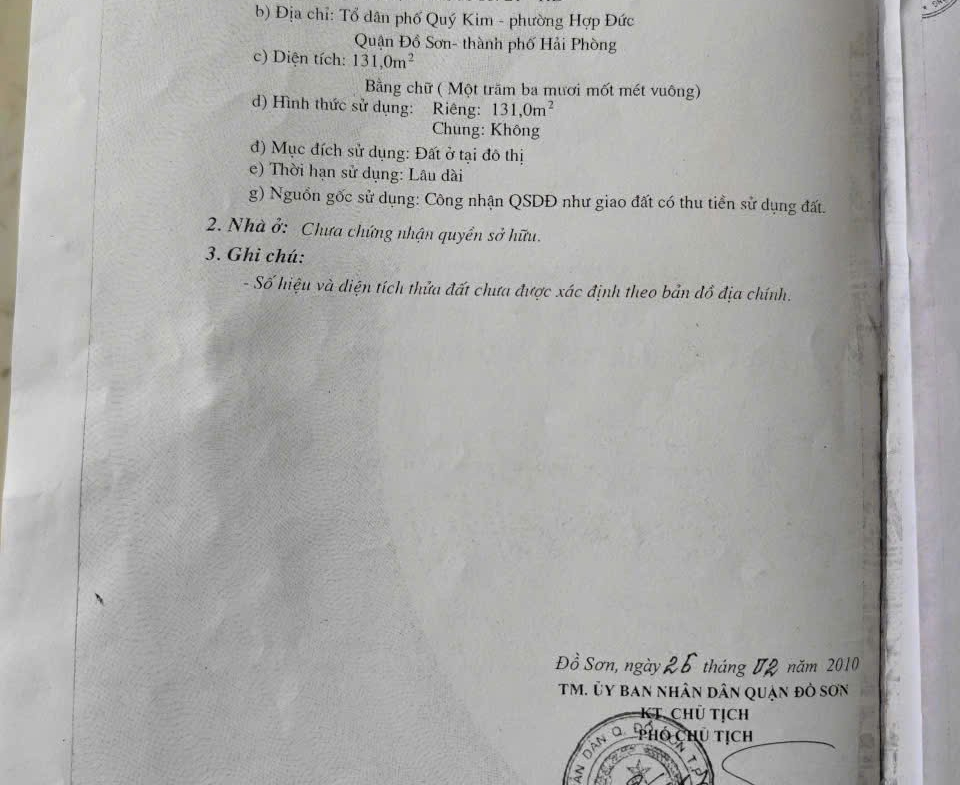 b) Địa chỉ: Tổ dân phố Quý Kim - phường Hợp Đức
Quận Đồ Sơn- thành phố Hải Phòng
c) Diện tích: 131,0m²
Bằng chữ ( Một trăm ba mươi mốt mét vuông)
d) Hình thức sử dụng: Riêng: 131,0m²
Chung: Không
đ) Mục đích sử dụng: Đất ở tại đô thị
e) Thời hạn sử dụng: Lâu dài
g) Nguồn gốc sử dụng: Công nhận QSDĐ như giao đất có thu tiền sử dụng đất.
2. Nhà ở: Chưa chứng nhận quyền sở hữu.
3. Ghi chú:
- Số hiệu và diện tích thửa đất chưa được xác định theo bản đồ địa chính.
Đồ Sơn, ngày 26 tháng 02 năm 2010
TM. ỦY BAN NHÂN DÂN QUẬN ĐỒ SƠN
KT. CHỦ TỊCH
PHÓ CHỦ TỊCH
DÂN Q. ĐỒ SƠN T.P